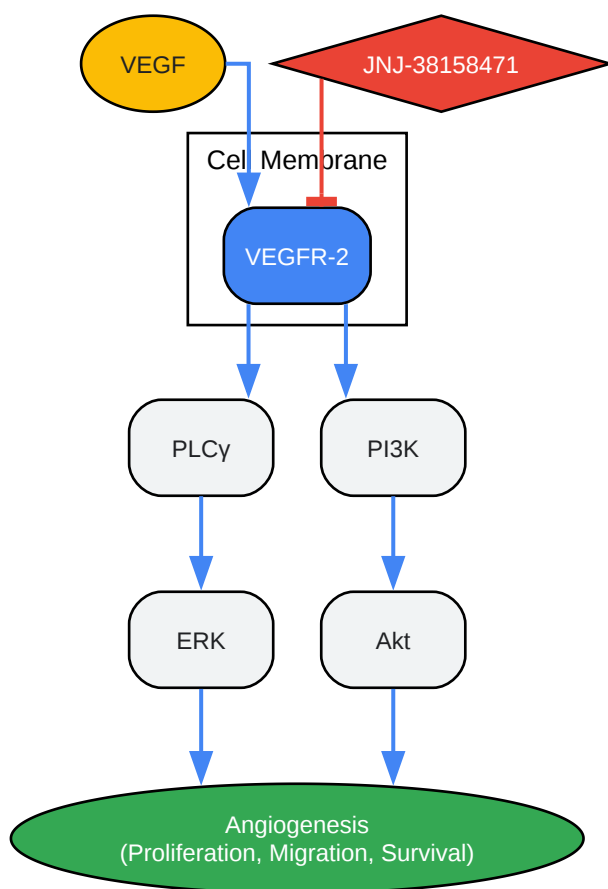 VEGF
JNJ-38158471
Cell Membrane
VEGFR-2
PLCγ
PI3K
ERK
Akt
Angiogenesis
(Proliferation, Migration, Survival)